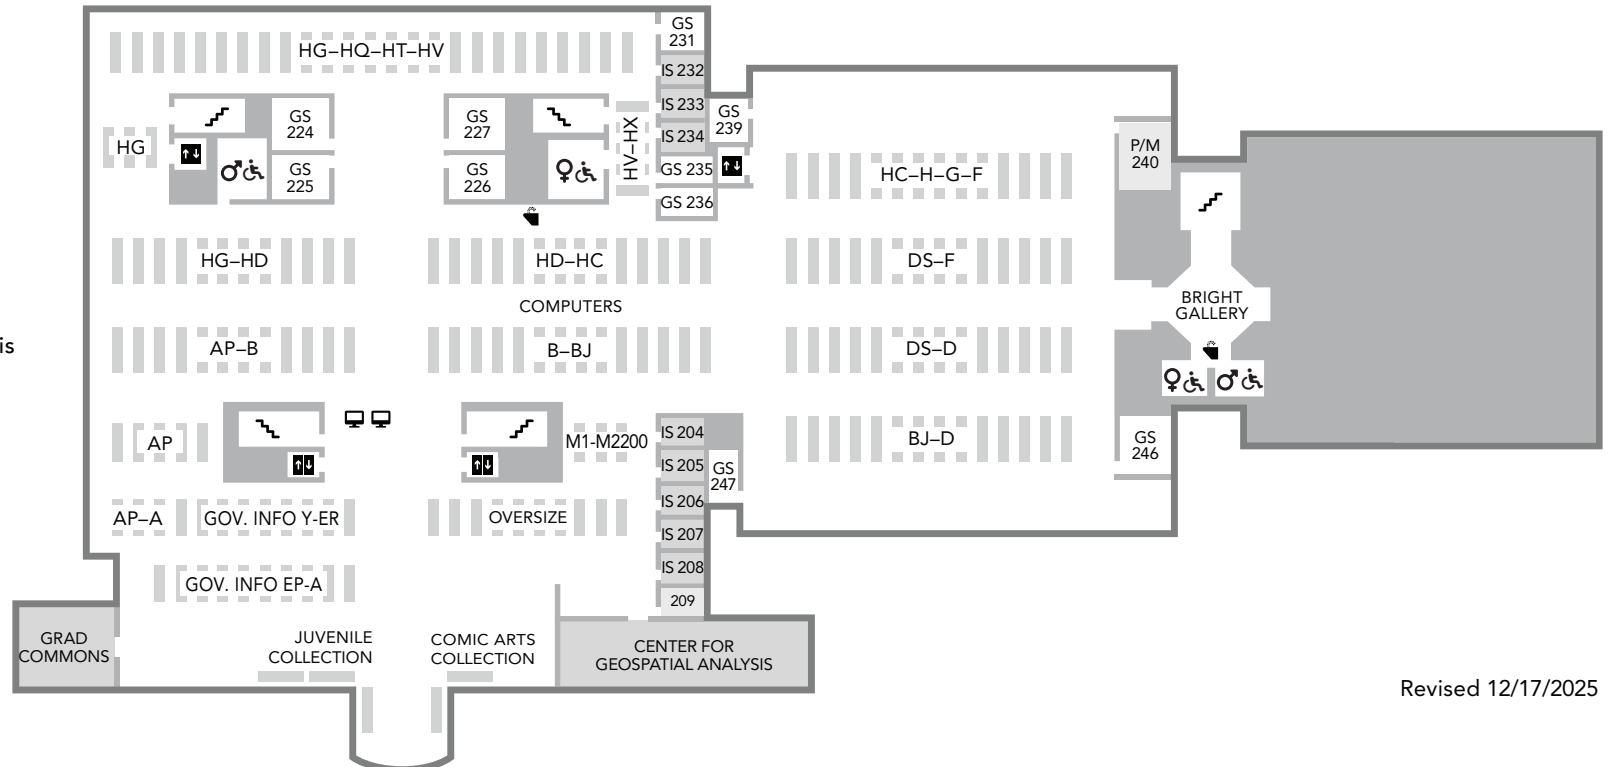 GS
231
HG–HQ–HT–HV
IS 232
IS 233
IS 234
GS
224
GS
225
GS
227
GS
226
HV–HX
GS
239
HG
GS 235
GS 236
P/M
240
HC–H–G–F
HG–HD
HD–HC
DS–F
COMPUTERS
BRIGHT
GALLERY
is
AP–B
B–BJ
DS–D
AP
M1-M2200
IS 204
BJ–D
GS
246
IS 205
GS
247
IS 206
AP–A
GOV. INFO Y-ER
OVERSIZE
IS 207
IS 208
GOV. INFO EP-A
209
GRAD
COMMONS
JUVENILE
COLLECTION
COMIC ARTS
COLLECTION
CENTER FOR
GEOSPATIAL ANALYSIS
Revised 12/17/2025